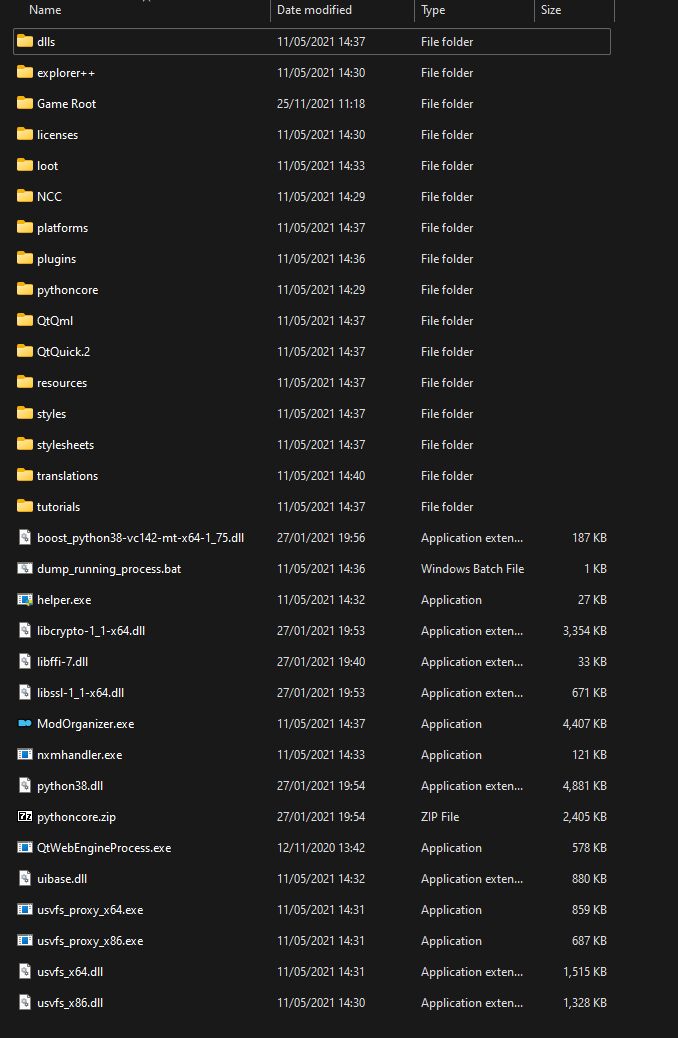 Name Date modified Type Size
dlls 11/05/2021 14:37 File folder
explorer++ 11/05/2021 14:30 File folder
Game Root 25/11/2021 11:18 File folder
licenses 11/05/2021 14:30 File folder
loot 11/05/2021 14:33 File folder
NCC 11/05/2021 14:29 File folder
platforms 11/05/2021 14:37 File folder
plugins 11/05/2021 14:36 File folder
pythoncore 11/05/2021 14:29 File folder
QtQml 11/05/2021 14:37 File folder
QtQuick.2 11/05/2021 14:37 File folder
resources 11/05/2021 14:37 File folder
styles 11/05/2021 14:37 File folder
stylesheets 11/05/2021 14:37 File folder
translations 11/05/2021 14:40 File folder
tutorials 11/05/2021 14:37 File folder
boost_python38-vc142-mt-x64-1_75.dll 27/01/2021 19:56 Application exten... 187 KB
dump_running_process.bat 11/05/2021 14:36 Windows Batch File 1 KB
helper.exe 11/05/2021 14:32 Application 27 KB
libcrypto-1_1-x64.dll 27/01/2021 19:53 Application exten... 3,354 KB
libffi-7.dll 27/01/2021 19:40 Application exten... 33 KB
libssl-1_1-x64.dll 27/01/2021 19:53 Application exten... 671 KB
ModOrganizer.exe 11/05/2021 14:37 Application 4,407 KB
nxmhandler.exe 11/05/2021 14:33 Application 121 KB
python38.dll 27/01/2021 19:54 Application exten... 4,881 KB
pythoncore.zip 27/01/2021 19:54 ZIP File 2,405 KB
QtWebEngineProcess.exe 12/11/2020 13:42 Application 578 KB
uibase.dll 11/05/2021 14:32 Application exten... 880 KB
usvfs_proxy_x64.exe 11/05/2021 14:31 Application 859 KB
usvfs_proxy_x86.exe 11/05/2021 14:31 Application 687 KB
usvfs_x64.dll 11/05/2021 14:31 Application exten... 1,515 KB
usvfs_x86.dll 11/05/2021 14:30 Application exten... 1,328 KB